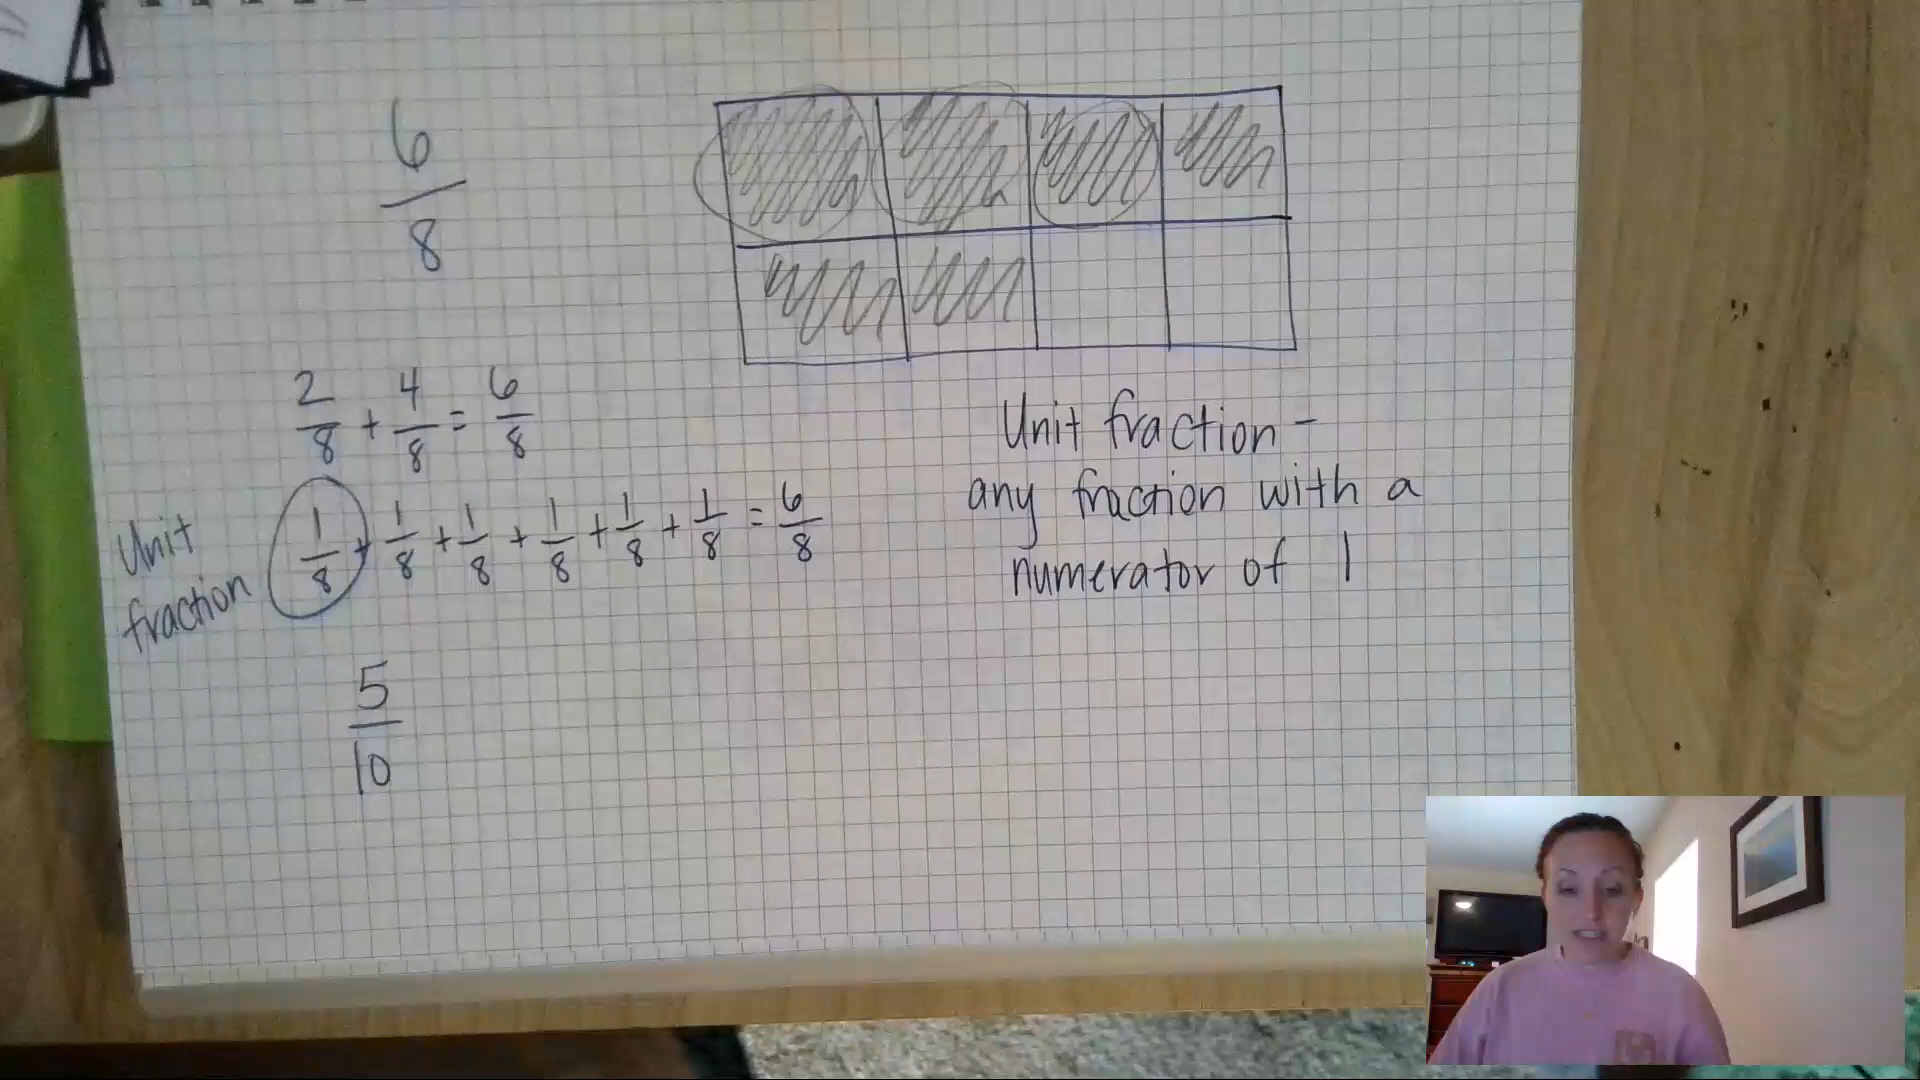 6/8
2/8 + 4/8 = 6/8
Unit fraction
1/8 + 1/8 + 1/8 + 1/8 + 1/8 + 1/8 = 6/8
Unit fraction -
any fraction with a
numerator of 1
5/10